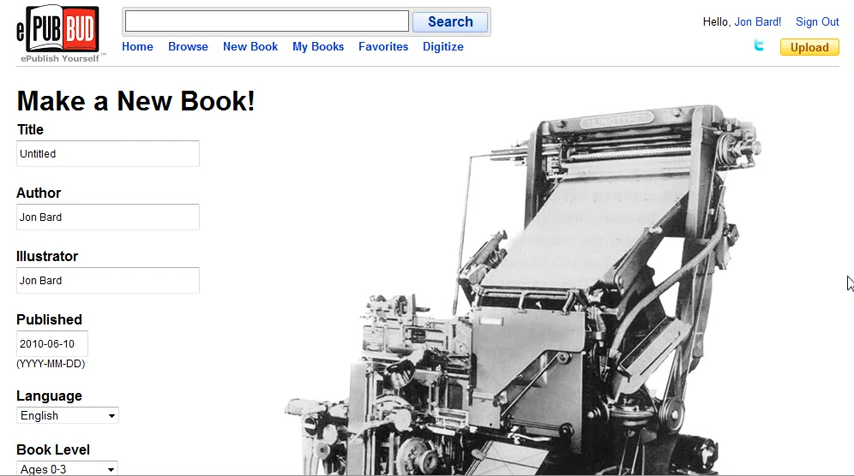 ePUBBUD
ePublish Yourself™
Search
Hello, Jon Bard! Sign Out
Home Browse New Book My Books Favorites Digitize
Upload
Make a New Book!
Title
Untitled
Author
Jon Bard
Illustrator
Jon Bard
Published
2010-06-10
(YYYY-MM-DD)
Language
English
Book Level
Ages 0-3